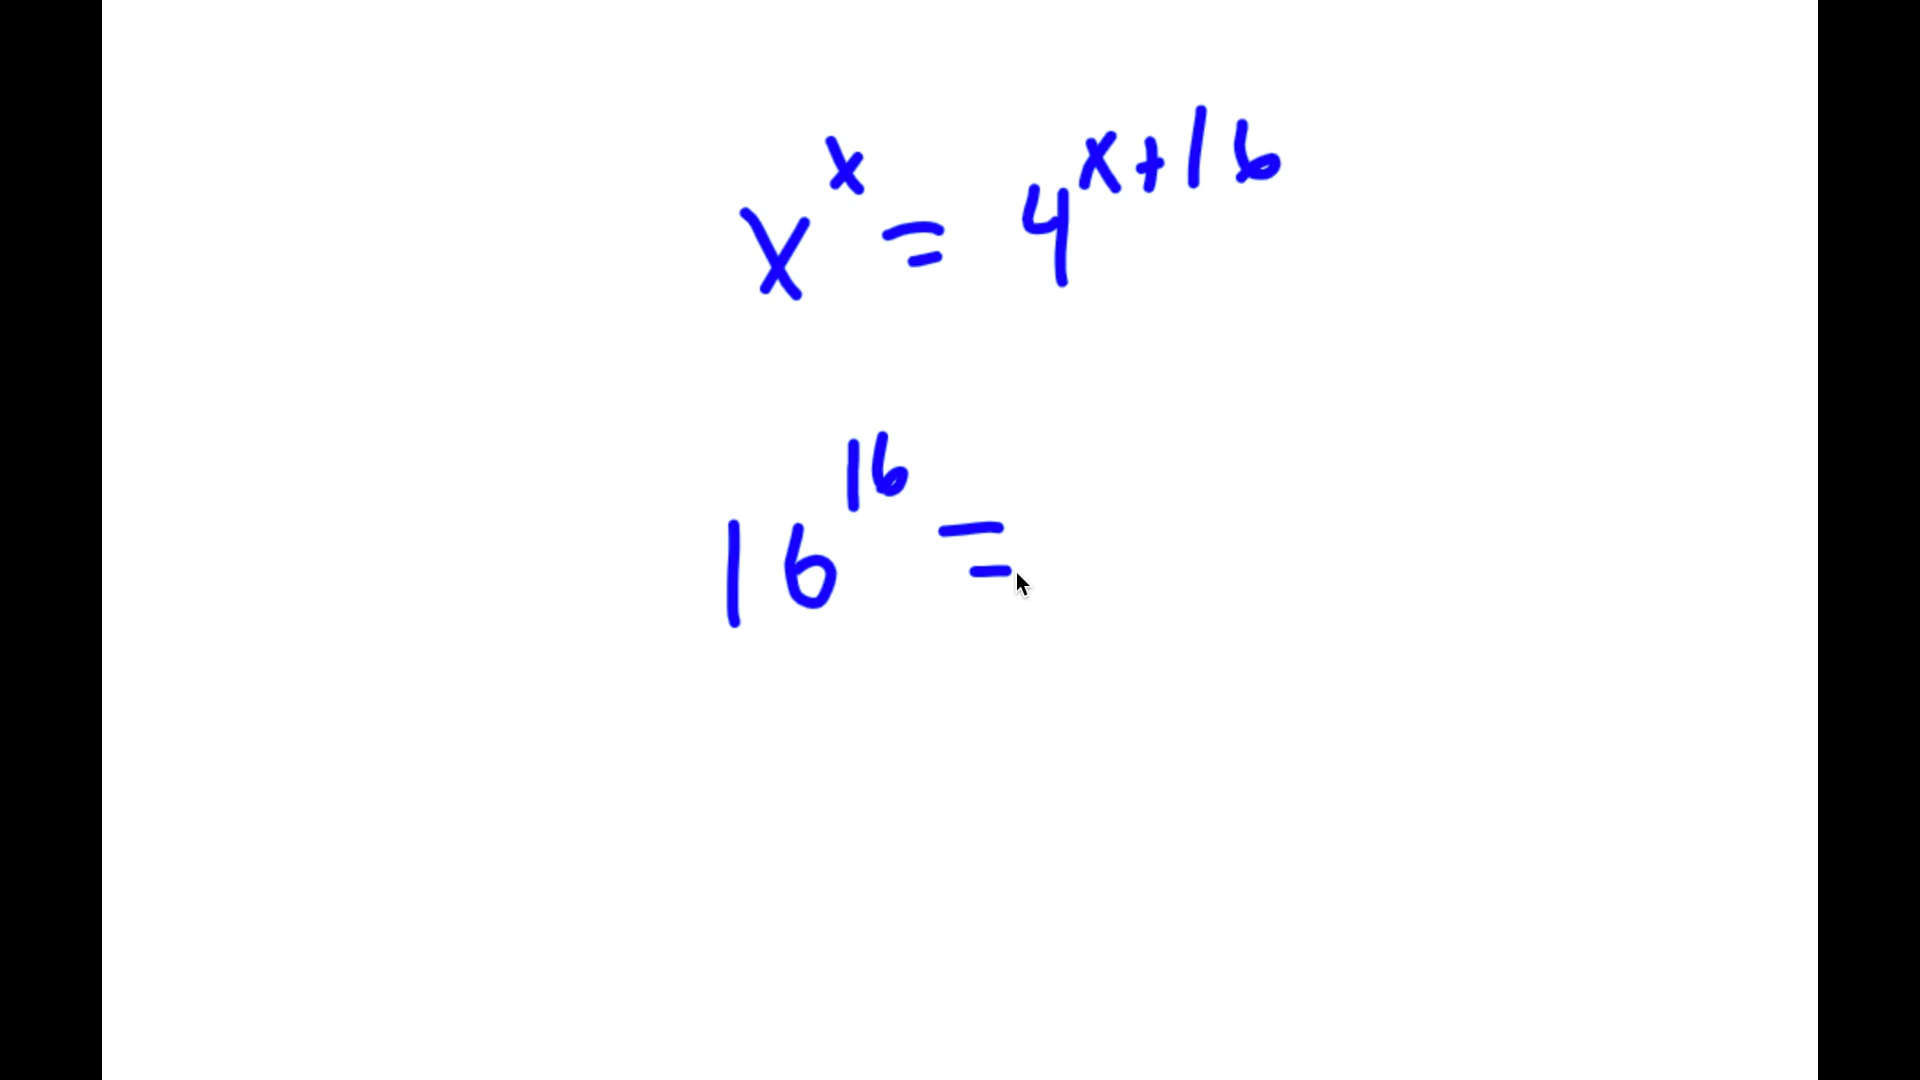 x^x = 4^{x+16}
16^{16} =